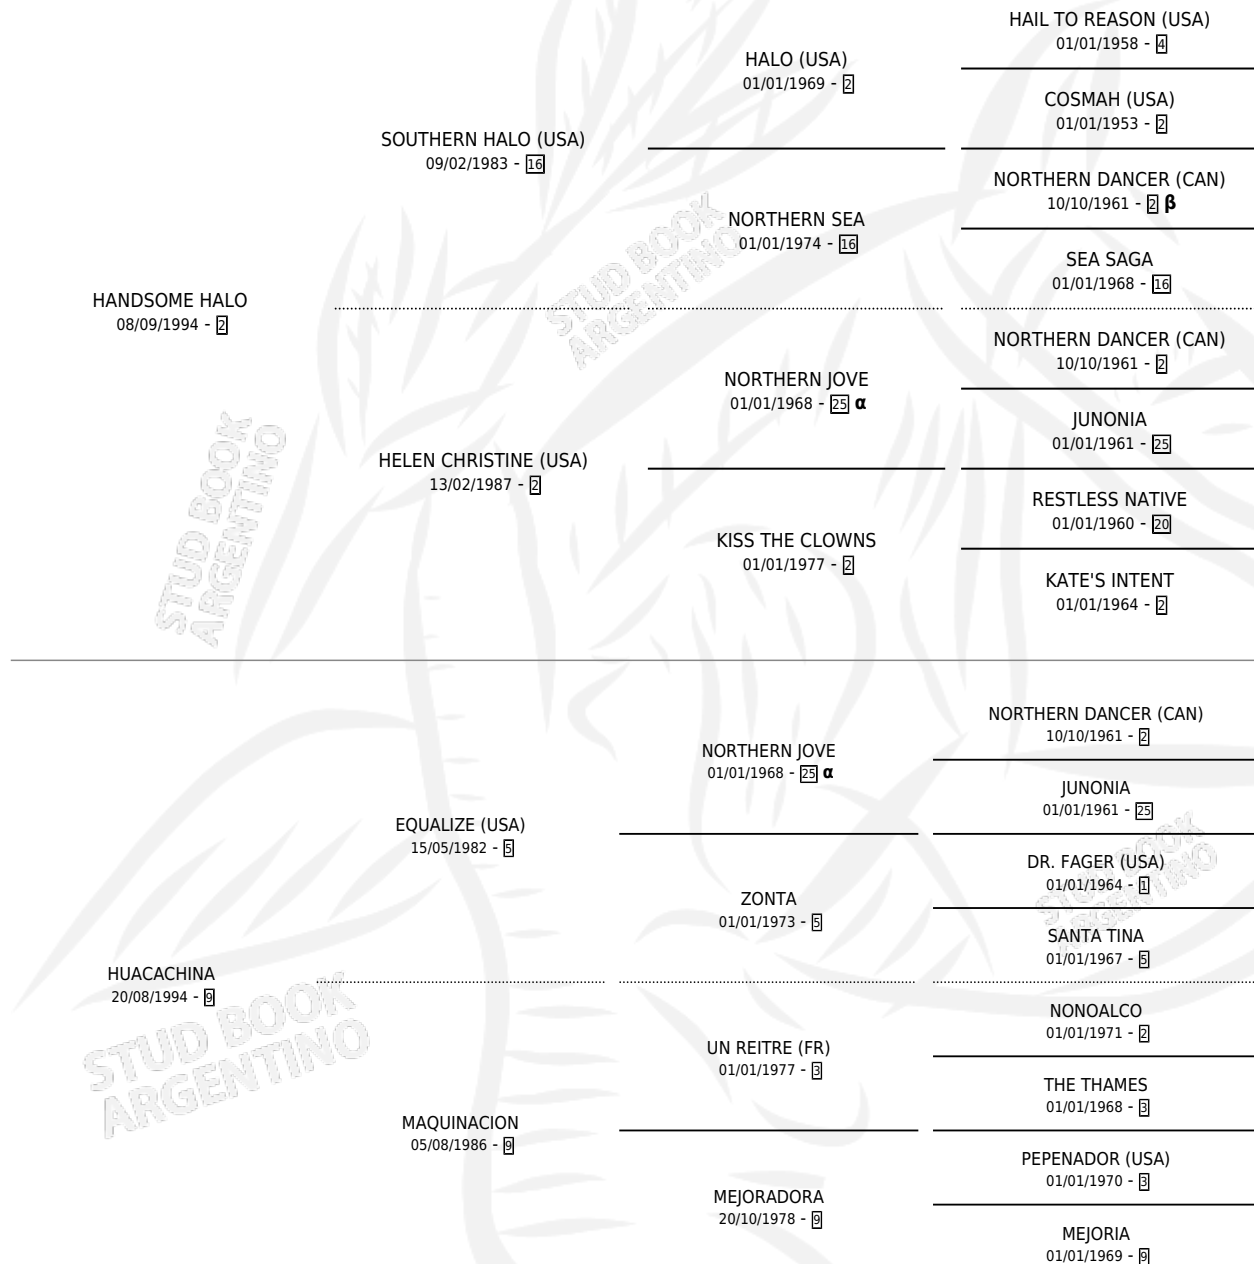 HAIL TO REASON (USA)
01/01/1958 - 4
HALO (USA)
01/01/1969 - 2
COSMAH (USA)
01/01/1953 - 2
SOUTHERN HALO (USA)
09/02/1983 - 16
NORTHERN DANCER (CAN)
10/10/1961 - 2 β
NORTHERN SEA
01/01/1974 - 16
SEA SAGA
01/01/1968 - 16
STUD BOOK
ARGENTINO
HANDSOME HALO
08/09/1994 - 2
NORTHERN DANCER (CAN)
10/10/1961 - 2
NORTHERN JOVE
01/01/1968 - 25 α
JUNONIA
01/01/1961 - 25
HELEN CHRISTINE (USA)
13/02/1987 - 2
RESTLESS NATIVE
01/01/1960 - 20
KISS THE CLOWNS
01/01/1977 - 2
KATE'S INTENT
01/01/1964 - 2
STUD BOOK
ARGENTINO
NORTHERN DANCER (CAN)
10/10/1961 - 2
NORTHERN JOVE
01/01/1968 - 25 α
JUNONIA
01/01/1961 - 25
EQUALIZE (USA)
15/05/1982 - 5
DR. FAGER (USA)
01/01/1964 - 1
ZONTA
01/01/1973 - 5
SANTA TINA
01/01/1967 - 5
STUD BOOK
ARGENTINO
HUACACHINA
20/08/1994 - 9
NONOALCO
01/01/1971 - 2
UN REITRE (FR)
01/01/1977 - 3
THE THAMES
01/01/1968 - 3
STUD BOOK
ARGENTINO
MAQUINACION
05/08/1986 - 9
PEPENADOR (USA)
01/01/1970 - 3
MEJORADORA
20/10/1978 - 9
MEJORIA
01/01/1969 - 9